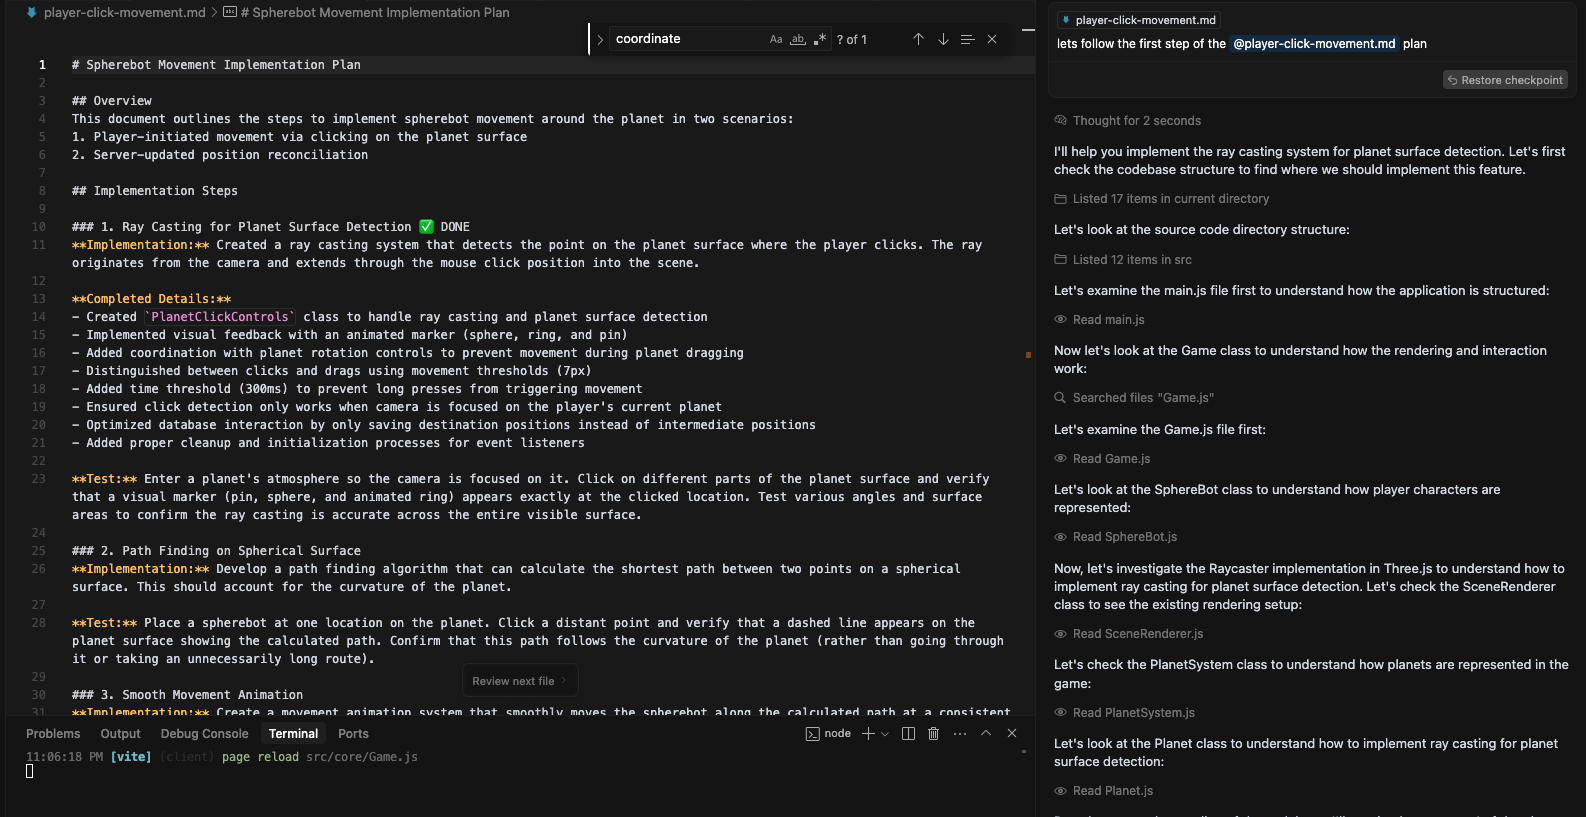 player-click-movement.md > # Spherebot Movement Implementation Plan
coordinate
Aa ab .* ? of 1
1 # Spherebot Movement Implementation Plan
2
3 ## Overview
4 This document outlines the steps to implement spherebot movement around the planet in two scenarios:
5 1. Player-initiated movement via clicking on the planet surface
6 2. Server-updated position reconciliation
7
8 ## Implementation Steps
9
10 ### 1. Ray Casting for Planet Surface Detection ✅ DONE
11 **Implementation:** Created a ray casting system that detects the point on the planet surface where the player clicks. The ray
originates from the camera and extends through the mouse click position into the scene.
12
13 **Completed Details:**
14 - Created `PlanetClickControls` class to handle ray casting and planet surface detection
15 - Implemented visual feedback with an animated marker (sphere, ring, and pin)
16 - Added coordination with planet rotation controls to prevent movement during planet dragging
17 - Distinguished between clicks and drags using movement thresholds (7px)
18 - Added time threshold (300ms) to prevent long presses from triggering movement
19 - Ensured click detection only works when camera is focused on the player's current planet
20 - Optimized database interaction by only saving destination positions instead of intermediate positions
21 - Added proper cleanup and initialization processes for event listeners
22
23 **Test:** Enter a planet's atmosphere so the camera is focused on it. Click on different parts of the planet surface and verify
that a visual marker (pin, sphere, and animated ring) appears exactly at the clicked location. Test various angles and surface
areas to confirm the ray casting is accurate across the entire visible surface.
24
25 ### 2. Path Finding on Spherical Surface
26 **Implementation:** Develop a path finding algorithm that can calculate the shortest path between two points on a spherical
surface. This should account for the curvature of the planet.
27
28 **Test:** Place a spherebot at one location on the planet. Click a distant point and verify that a dashed line appears on the
planet surface showing the calculated path. Confirm that this path follows the curvature of the planet (rather than going through
it or taking an unnecessarily long route).
29
30 ### 3. Smooth Movement Animation
31 **Implementation:** Create a movement animation system that smoothly moves the spherebot along the calculated path at a consistent
Review next file >
Problems Output Debug Console Terminal Ports
node
11:06:18 PM [vite] (client) page reload src/core/Game.js
player-click-movement.md
lets follow the first step of the @player-click-movement.md plan
Restore checkpoint
Thought for 2 seconds
I'll help you implement the ray casting system for planet surface detection. Let's first
check the codebase structure to find where we should implement this feature.
Listed 17 items in current directory
Let's look at the source code directory structure:
Listed 12 items in src
Let's examine the main.js file first to understand how the application is structured:
Read main.js
Now let's look at the Game class to understand how the rendering and interaction
work:
Searched files "Game.js"
Let's examine the Game.js file first:
Read Game.js
Let's look at the SphereBot class to understand how player characters are
represented:
Read SphereBot.js
Now, let's investigate the Raycaster implementation in Three.js to understand how to
implement ray casting for planet surface detection. Let's check the SceneRenderer
class to see the existing rendering setup:
Read SceneRenderer.js
Let's check the PlanetSystem class to understand how planets are represented in the
game:
Read PlanetSystem.js
Let's look at the Planet class to understand how to implement ray casting for planet
surface detection:
Read Planet.js